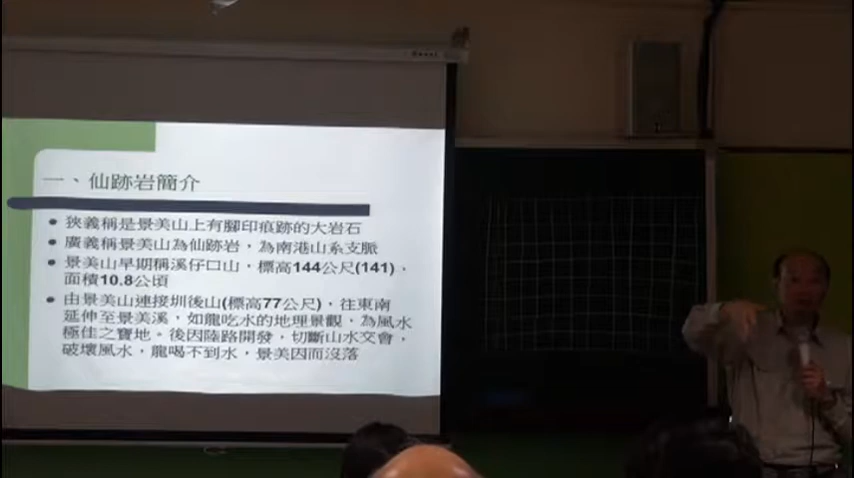 一、仙跡岩簡介
狹義稱是景美山上有腳印痕跡的大岩石
廣義稱景美山為仙跡岩，為南港山系支脈
景美山早期稱溪仔口山，標高144公尺(141)、
面積10.8公頃
由景美山連接圳後山(標高77公尺)，往東南
延伸至景美溪，如龍吃水的地理景觀，為風水
極佳之寶地。後因陸路開發，切斷山水交會，
破壞風水，龍喝不到水，景美因而沒落